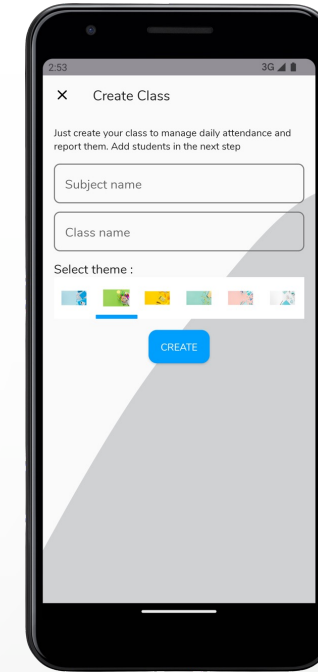 2:53
3G
× Create Class
Just create your class to manage daily attendance and
report them. Add students in the next step
Subject name
Class name
Select theme :
CREATE